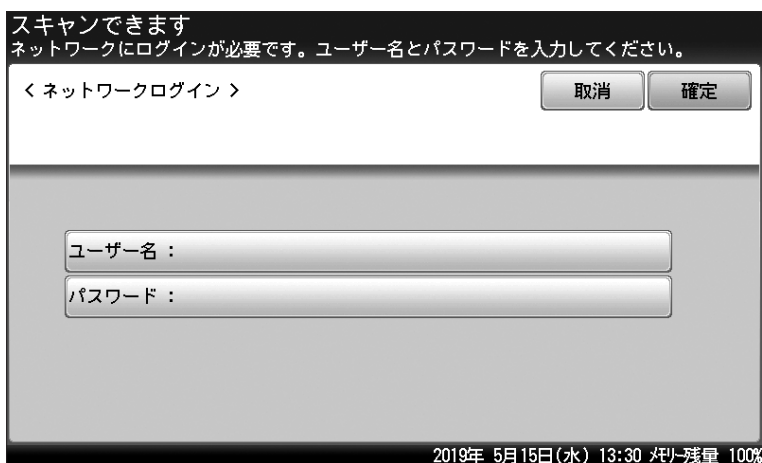 スキャンできます
ネットワークにログインが必要です。ユーザー名とパスワードを入力してください。
< ネットワークログイン >
取消
確定
ユーザー名 :
パスワード :
2019年 5月15日(水) 13:30 メモリー残量 100%